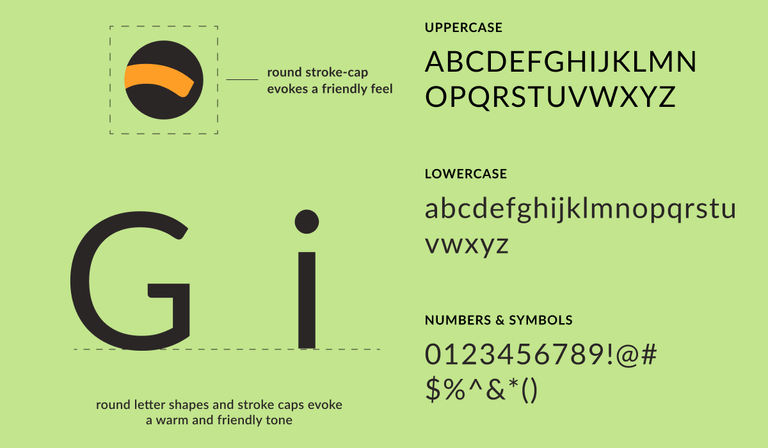 round stroke-cap
evokes a friendly feel
G i
round letter shapes and stroke caps evoke
a warm and friendly tone
UPPERCASE
ABCDEFGHIJKLMN
OPQRSTUVWXYZ
LOWERCASE
abcdefghijklmnopqrstu
vwxyz
NUMBERS & SYMBOLS
0123456789!@#
$%^&*()